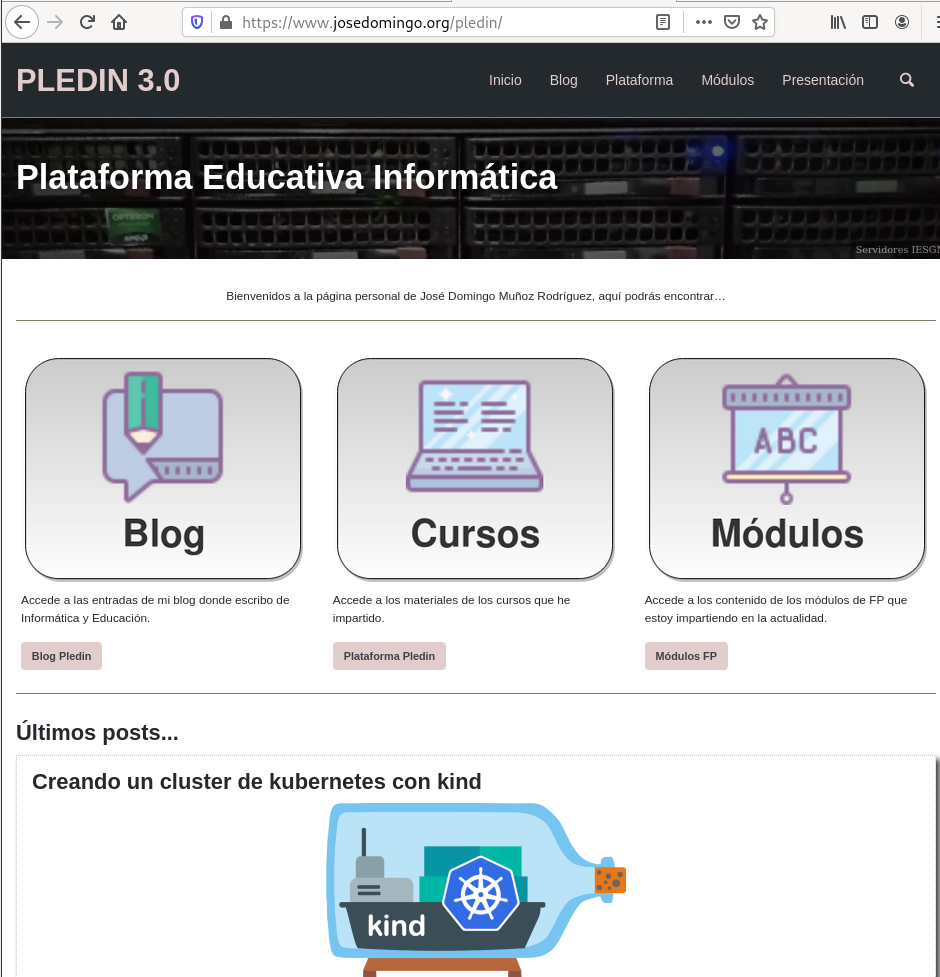 https://www.josedomingo.org/pledin/
PLEDIN 3.0
Inicio Blog Plataforma Módulos Presentación
Plataforma Educativa Informática
OPTERON
AMD
Servidores IESGN
Bienvenidos a la página personal de José Domingo Muñoz Rodríguez, aquí podrás encontrar…
Blog
Accede a las entradas de mi blog donde escribo de
Informática y Educación.
Blog Pledin
Cursos
Accede a los materiales de los cursos que he
impartido.
Plataforma Pledin
ABC
Módulos
Accede a los contenido de los módulos de FP que
estoy impartiendo en la actualidad.
Módulos FP
Últimos posts...
Creando un cluster de kubernetes con kind
kind